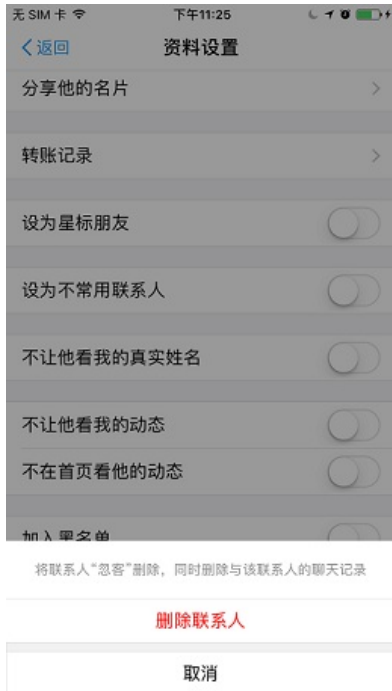 无 SIM 卡 下午11:25
返回 资料设置
分享他的名片
转账记录
设为星标朋友
设为不常用联系人
不让他看我的真实姓名
不让他看我的动态
不在首页看他的动态
加入黑名单
将联系人“忽客”删除，同时删除与该联系人的聊天记录
删除联系人
取消